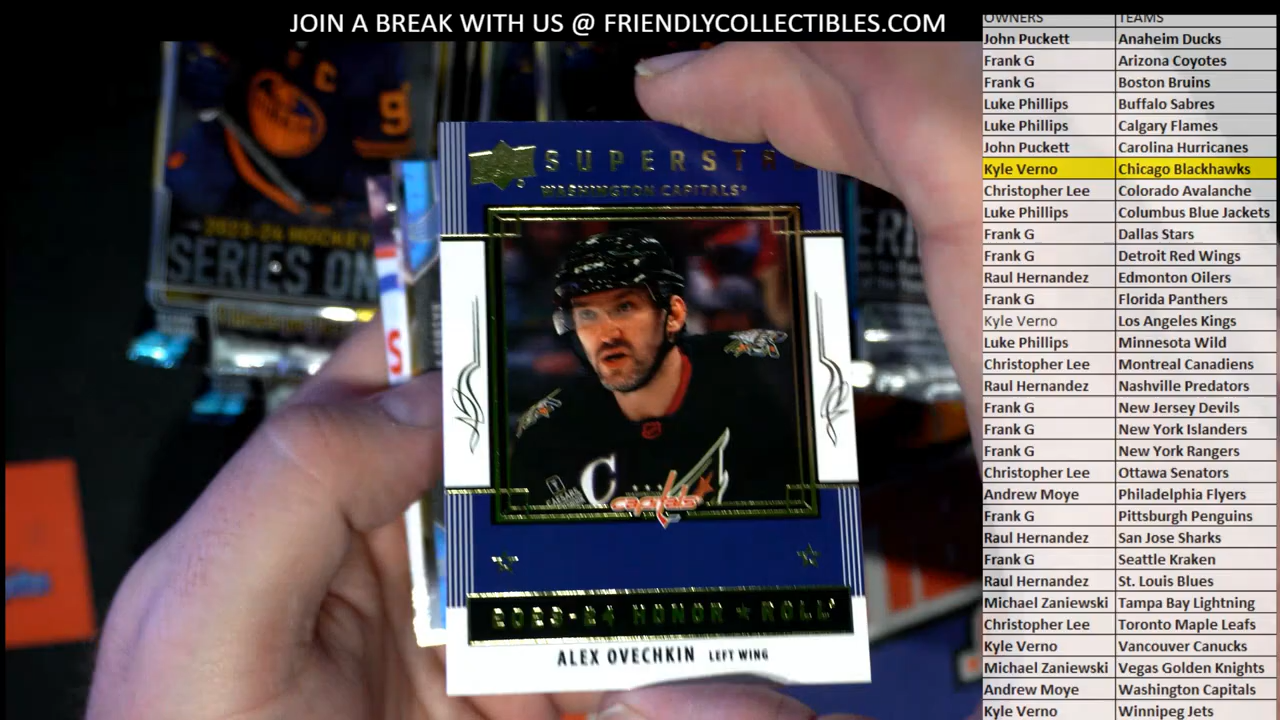 JOIN A BREAK WITH US @ FRIENDLYCOLLECTIBLES.COM
OWNERS TEAMS
John Puckett Anaheim Ducks
Frank G Arizona Coyotes
Frank G Boston Bruins
Luke Phillips Buffalo Sabres
Luke Phillips Calgary Flames
John Puckett Carolina Hurricanes
Kyle Verno Chicago Blackhawks
Christopher Lee Colorado Avalanche
Luke Phillips Columbus Blue Jackets
Frank G Dallas Stars
Frank G Detroit Red Wings
Raul Hernandez Edmonton Oilers
Frank G Florida Panthers
Kyle Verno Los Angeles Kings
Luke Phillips Minnesota Wild
Christopher Lee Montreal Canadiens
Raul Hernandez Nashville Predators
Frank G New Jersey Devils
Frank G New York Islanders
Frank G New York Rangers
Christopher Lee Ottawa Senators
Andrew Moye Philadelphia Flyers
Frank G Pittsburgh Penguins
Raul Hernandez San Jose Sharks
Frank G Seattle Kraken
Raul Hernandez St. Louis Blues
Michael Zaniewski Tampa Bay Lightning
Christopher Lee Toronto Maple Leafs
Kyle Verno Vancouver Canucks
Michael Zaniewski Vegas Golden Knights
Andrew Moye Washington Capitals
Kyle Verno Winnipeg Jets
SUPERSTA
WASHINGTON CAPITALS
C
capitals
2023-24 HONOR ★ ROLL
ALEX OVECHKIN LEFT WING
C
9
2023-24 HOCKEY
SERIES ON
S